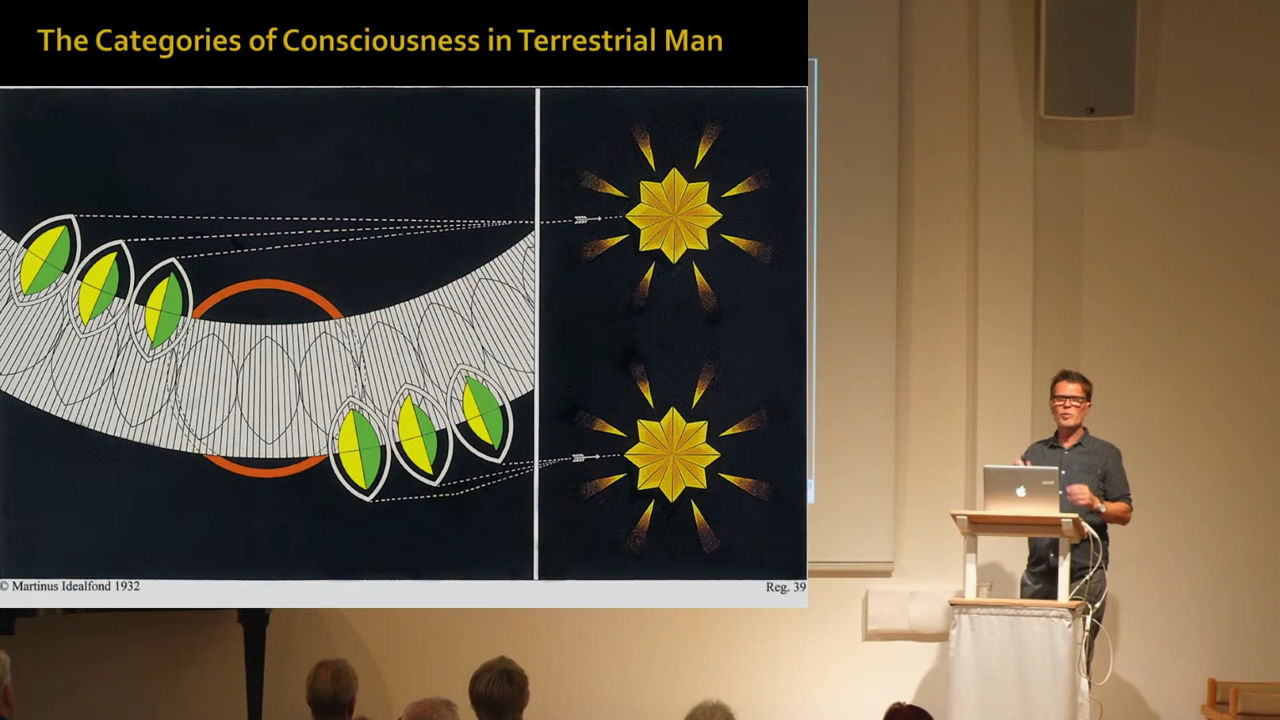 The Categories of Consciousness in Terrestrial Man
© Martinus Idealfond 1932
Reg. 39